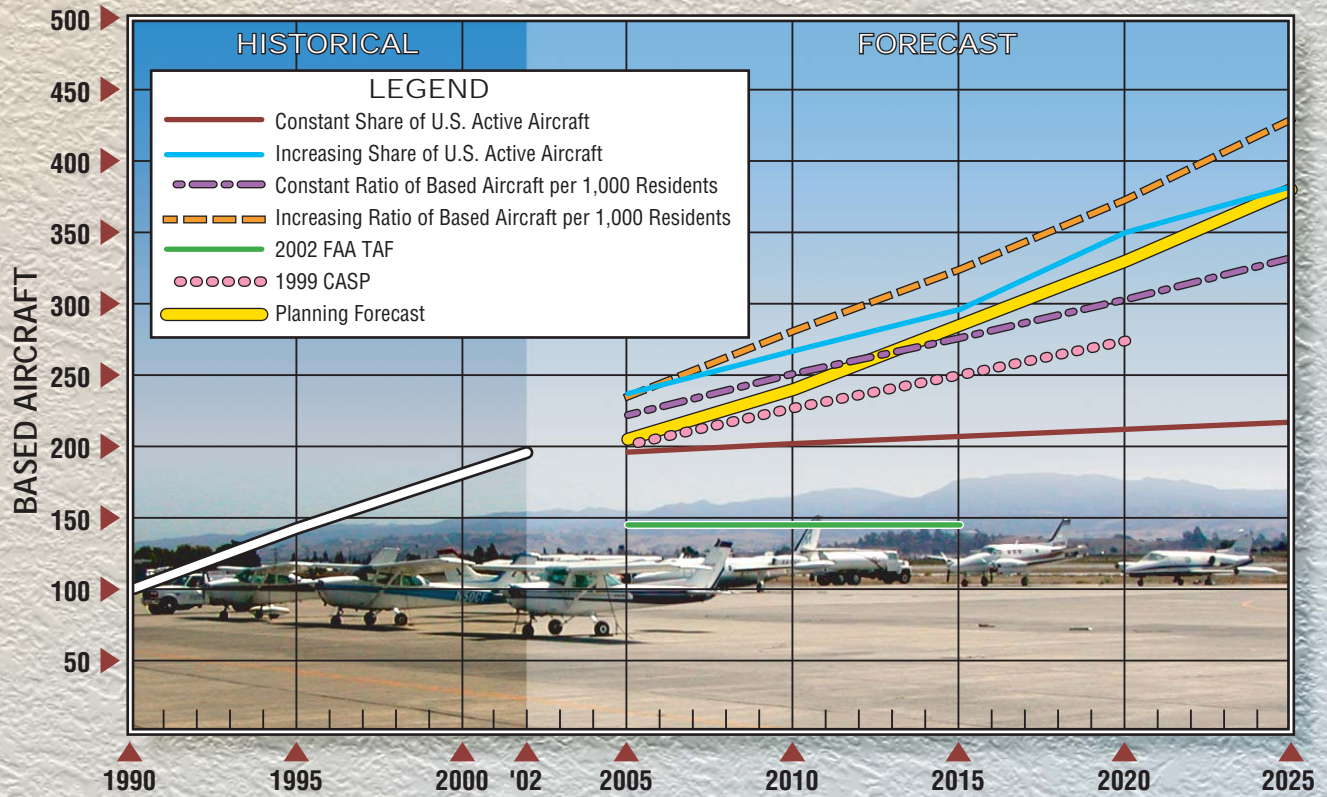 HISTORICAL
FORECAST
LEGEND
Constant Share of U.S. Active Aircraft
Increasing Share of U.S. Active Aircraft
Constant Ratio of Based Aircraft per 1,000 Residents
Increasing Ratio of Based Aircraft per 1,000 Residents
2002 FAA TAF
1999 CASP
Planning Forecast
BASED AIRCRAFT
500
450
400
350
300
250
200
150
100
50
1990
1995
2000
'02
2005
2010
2015
2020
2025